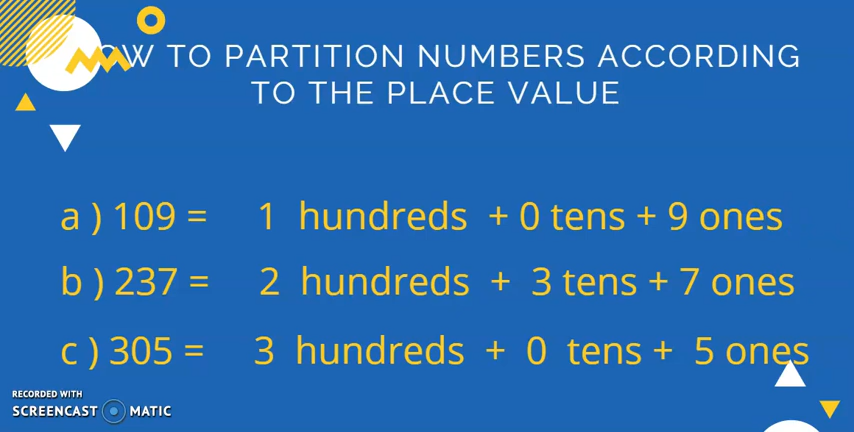 OW TO PARTITION NUMBERS ACCORDING
TO THE PLACE VALUE
a ) 109 = 1 hundreds + 0 tens + 9 ones
b ) 237 = 2 hundreds + 3 tens + 7 ones
c ) 305 = 3 hundreds + 0 tens + 5 ones
RECORDED WITH
SCREENCAST MATIC